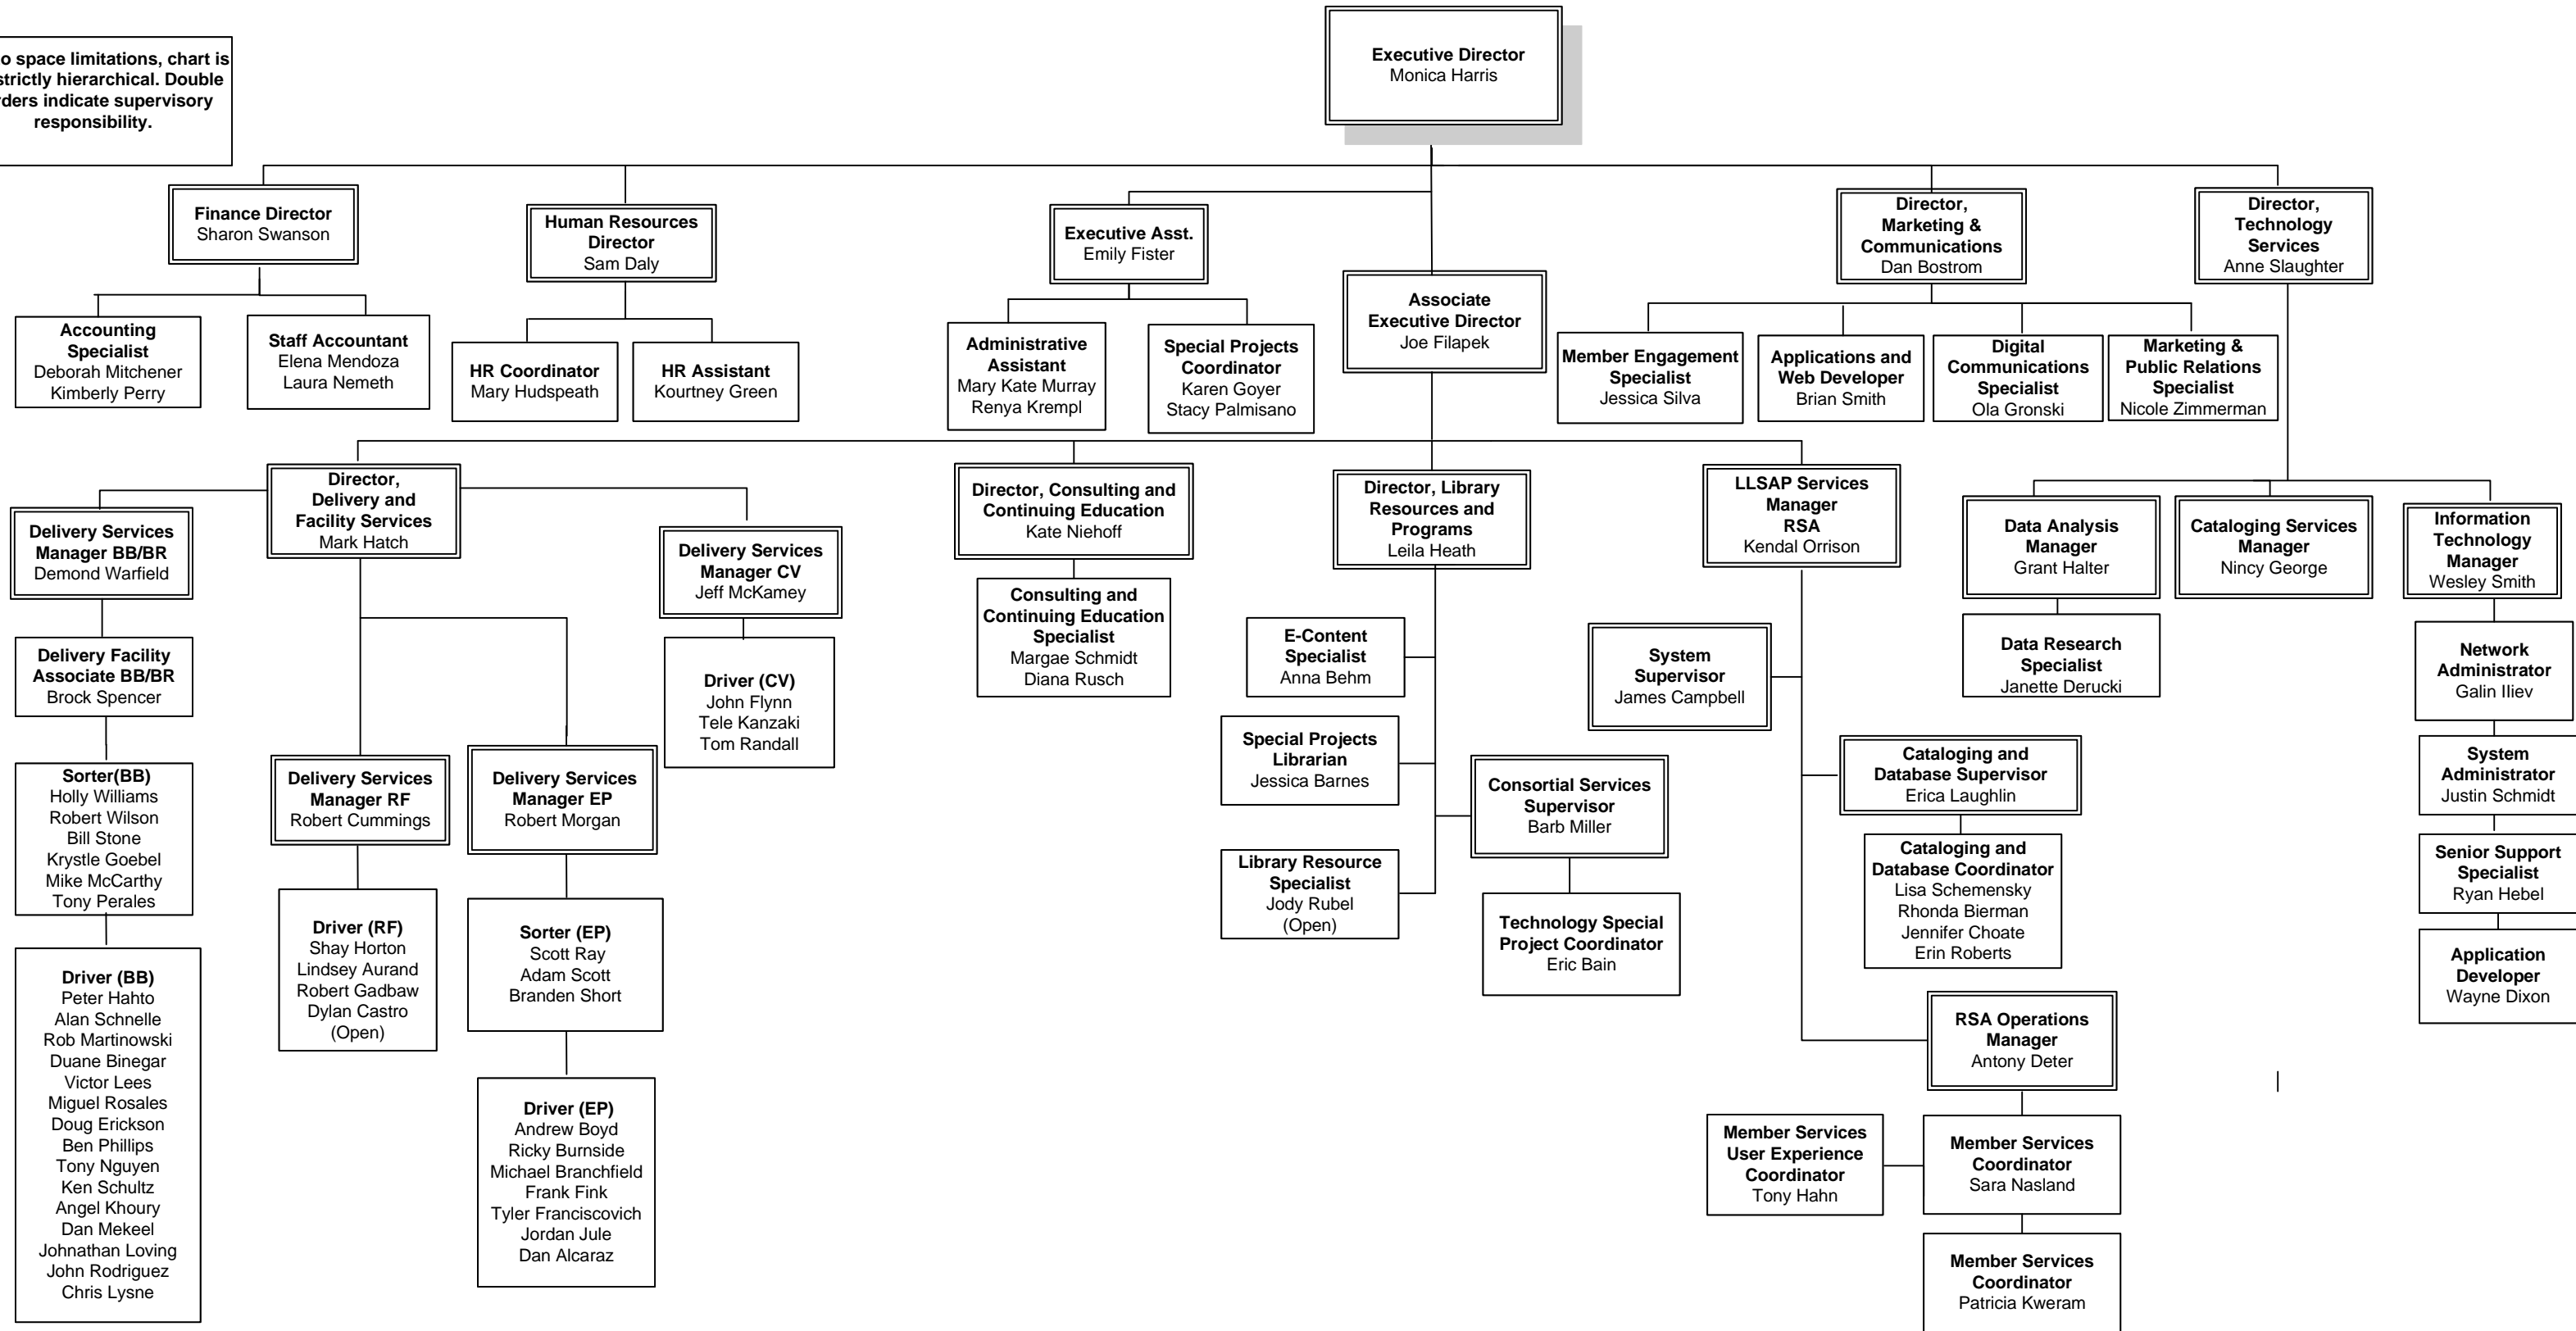 o space limitations, chart is
strictly hierarchical. Double
rders indicate supervisory
responsibility.
Executive Director
Monica Harris
Finance Director
Sharon Swanson
Human Resources
Director
Sam Daly
Executive Asst.
Emily Fister
Associate
Executive Director
Joe Filapek
Director,
Marketing &
Communications
Dan Bostrom
Director,
Technology
Services
Anne Slaughter
Accounting
Specialist
Deborah Mitchener
Kimberly Perry
Staff Accountant
Elena Mendoza
Laura Nemeth
HR Coordinator
Mary Hudspeath
HR Assistant
Kourtney Green
Administrative
Assistant
Mary Kate Murray
Renya Krempl
Special Projects
Coordinator
Karen Goyer
Stacy Palmisano
Member Engagement
Specialist
Jessica Silva
Applications and
Web Developer
Brian Smith
Digital
Communications
Specialist
Ola Gronski
Marketing &
Public Relations
Specialist
Nicole Zimmerman
Director,
Delivery and
Facility Services
Mark Hatch
Director, Consulting and
Continuing Education
Kate Niehoff
Director, Library
Resources and
Programs
Leila Heath
LLSAP Services
Manager
RSA
Kendal Orrison
Data Analysis
Manager
Grant Halter
Cataloging Services
Manager
Nincy George
Information
Technology
Manager
Wesley Smith
Delivery Services
Manager BB/BR
Demond Warfield
Delivery Services
Manager CV
Jeff McKamey
Consulting and
Continuing Education
Specialist
Margae Schmidt
Diana Rusch
E-Content
Specialist
Anna Behm
System
Supervisor
James Campbell
Data Research
Specialist
Janette Derucki
Network
Administrator
Galin Iliev
Delivery Facility
Associate BB/BR
Brock Spencer
Driver (CV)
John Flynn
Tele Kanzaki
Tom Randall
Special Projects
Librarian
Jessica Barnes
Cataloging and
Database Supervisor
Erica Laughlin
System
Administrator
Justin Schmidt
Sorter(BB)
Holly Williams
Robert Wilson
Bill Stone
Krystle Goebel
Mike McCarthy
Tony Perales
Delivery Services
Manager RF
Robert Cummings
Delivery Services
Manager EP
Robert Morgan
Consortial Services
Supervisor
Barb Miller
Library Resource
Specialist
Jody Rubel
(Open)
Cataloging and
Database Coordinator
Lisa Schemensky
Rhonda Bierman
Jennifer Choate
Erin Roberts
Senior Support
Specialist
Ryan Hebel
Driver (RF)
Shay Horton
Lindsey Aurand
Robert Gadbaw
Dylan Castro
(Open)
Sorter (EP)
Scott Ray
Adam Scott
Branden Short
Technology Special
Project Coordinator
Eric Bain
Application
Developer
Wayne Dixon
Driver (BB)
Peter Hahto
Alan Schnelle
Rob Martinowski
Duane Binegar
Victor Lees
Miguel Rosales
Doug Erickson
Ben Phillips
Tony Nguyen
Ken Schultz
Angel Khoury
Dan Mekeel
Johnathan Loving
John Rodriguez
Chris Lysne
RSA Operations
Manager
Antony Deter
Driver (EP)
Andrew Boyd
Ricky Burnside
Michael Branchfield
Frank Fink
Tyler Franciscovich
Jordan Jule
Dan Alcaraz
Member Services
User Experience
Coordinator
Tony Hahn
Member Services
Coordinator
Sara Nasland
Member Services
Coordinator
Patricia Kweram